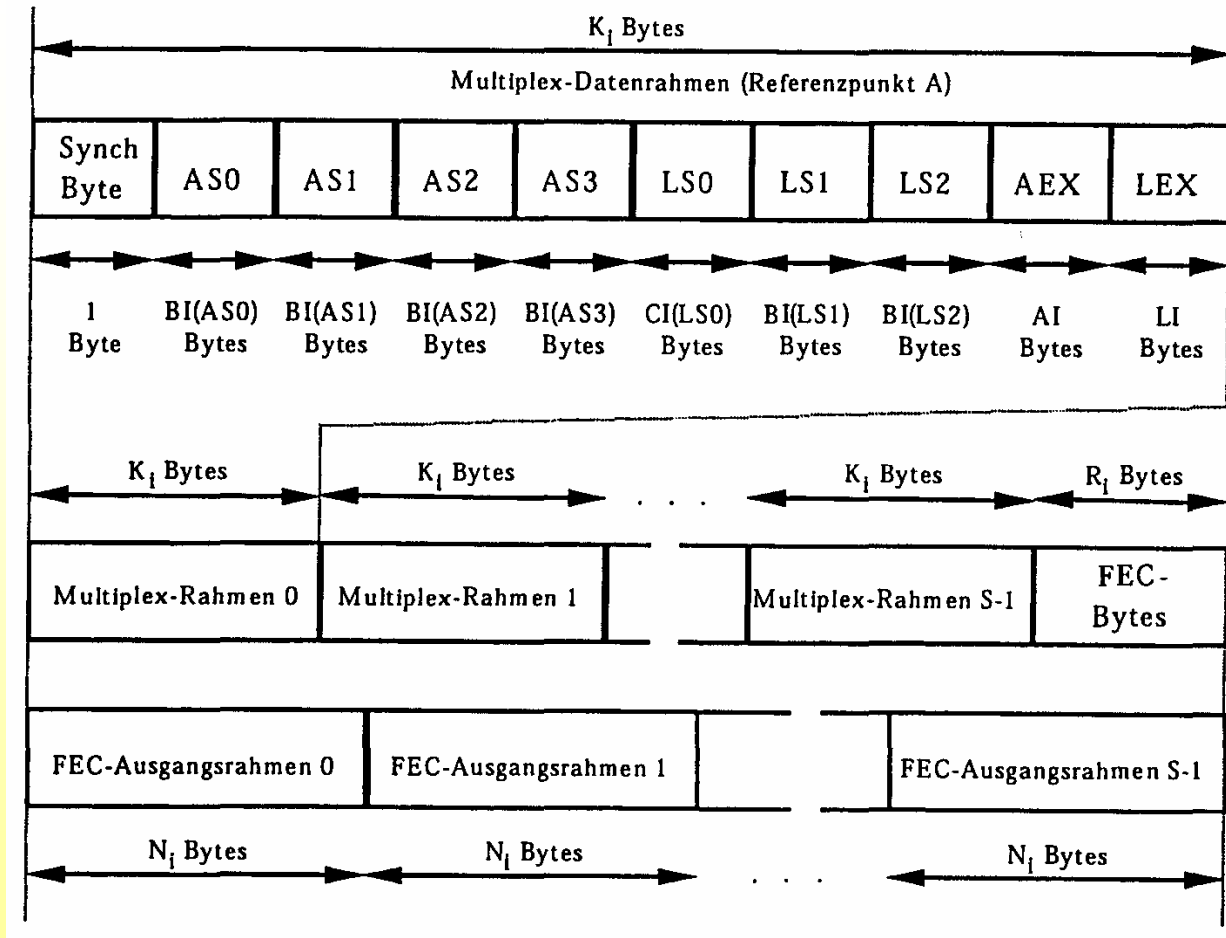 K_I Bytes
Multiplex-Datenrahmen (Referenzpunkt A)
Synch Byte AS0 AS1 AS2 AS3 LS0 LS1 LS2 AEX LEX
1 BI(AS0) BI(AS1) BI(AS2) BI(AS3) CI(LS0) BI(LS1) BI(LS2) AI LI
Byte Bytes Bytes Bytes Bytes Bytes Bytes Bytes Bytes Bytes
K_I Bytes K_I Bytes . . . K_I Bytes R_I Bytes
Multiplex-Rahmen 0 Multiplex-Rahmen 1 Multiplex-Rahmen S-1 FEC-
Bytes
FEC-Ausgangsrahmen 0 FEC-Ausgangsrahmen 1 FEC-Ausgangsrahmen S-1
N_I Bytes N_I Bytes . . . N_I Bytes